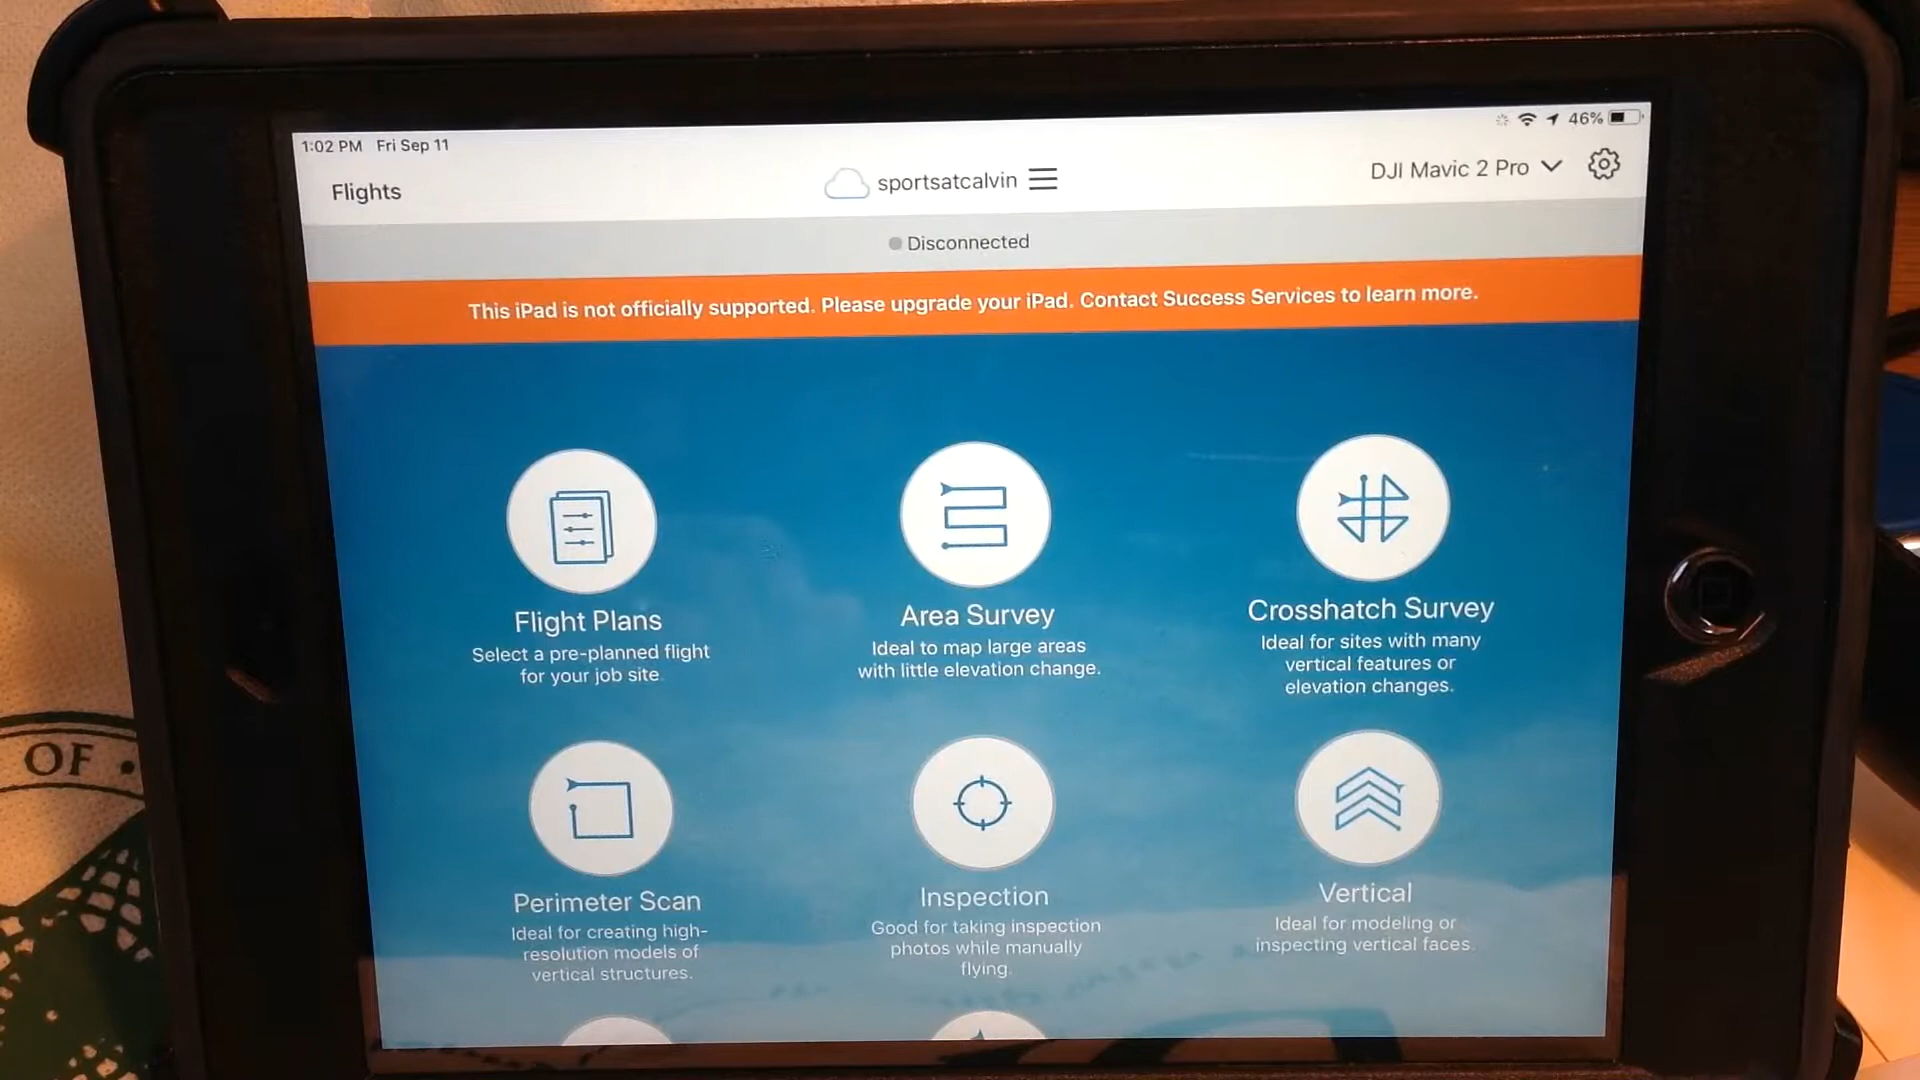 1:02 PM Fri Sep 11
46%
Flights
sportsatcalvin
DJI Mavic 2 Pro
Disconnected
This iPad is not officially supported. Please upgrade your iPad. Contact Success Services to learn more.
Flight Plans
Select a pre-planned flight
for your job site.
Area Survey
Ideal to map large areas
with little elevation change.
Crosshatch Survey
Ideal for sites with many
vertical features or
elevation changes.
Perimeter Scan
Ideal for creating high-
resolution models of
vertical structures.
Inspection
Good for taking inspection
photos while manually
flying.
Vertical
Ideal for modeling or
inspecting vertical faces.
OF •